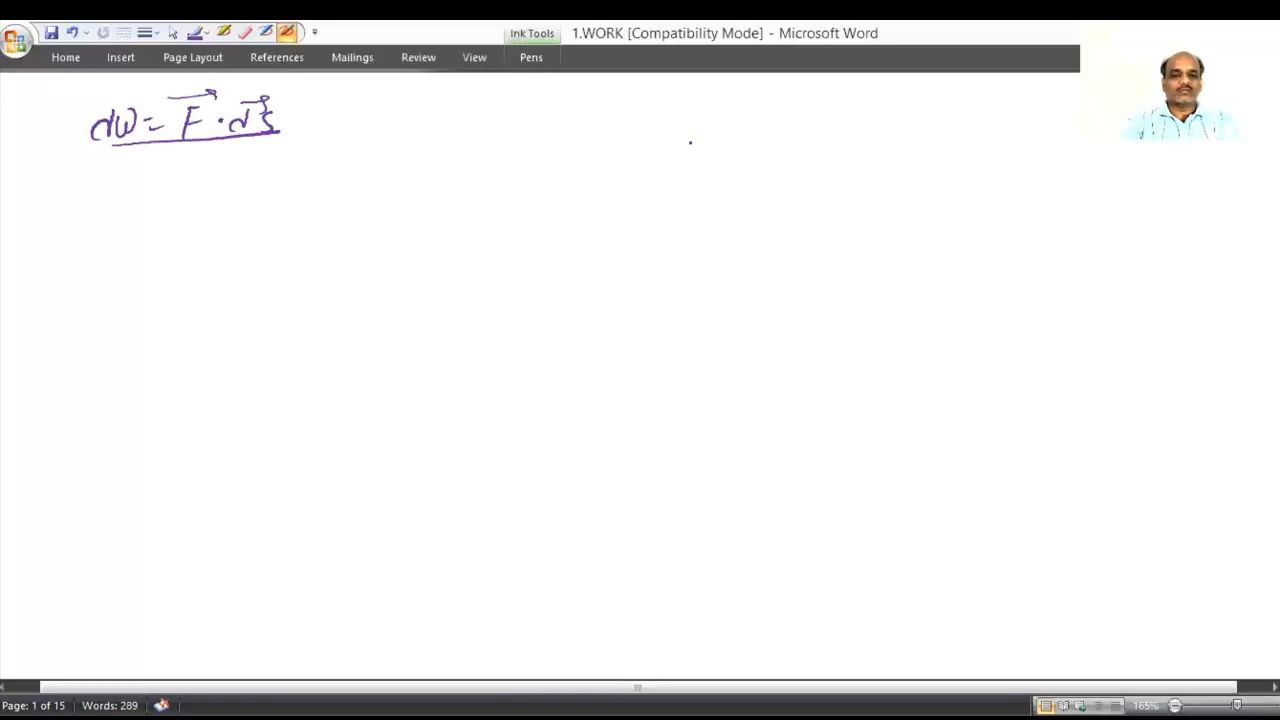 Ink Tools 1.WORK [Compatibility Mode] - Microsoft Word
Home Insert Page Layout References Mailings Review View Pens
dW = F⃗ · ds⃗
Page: 1 of 15 Words: 289 165%